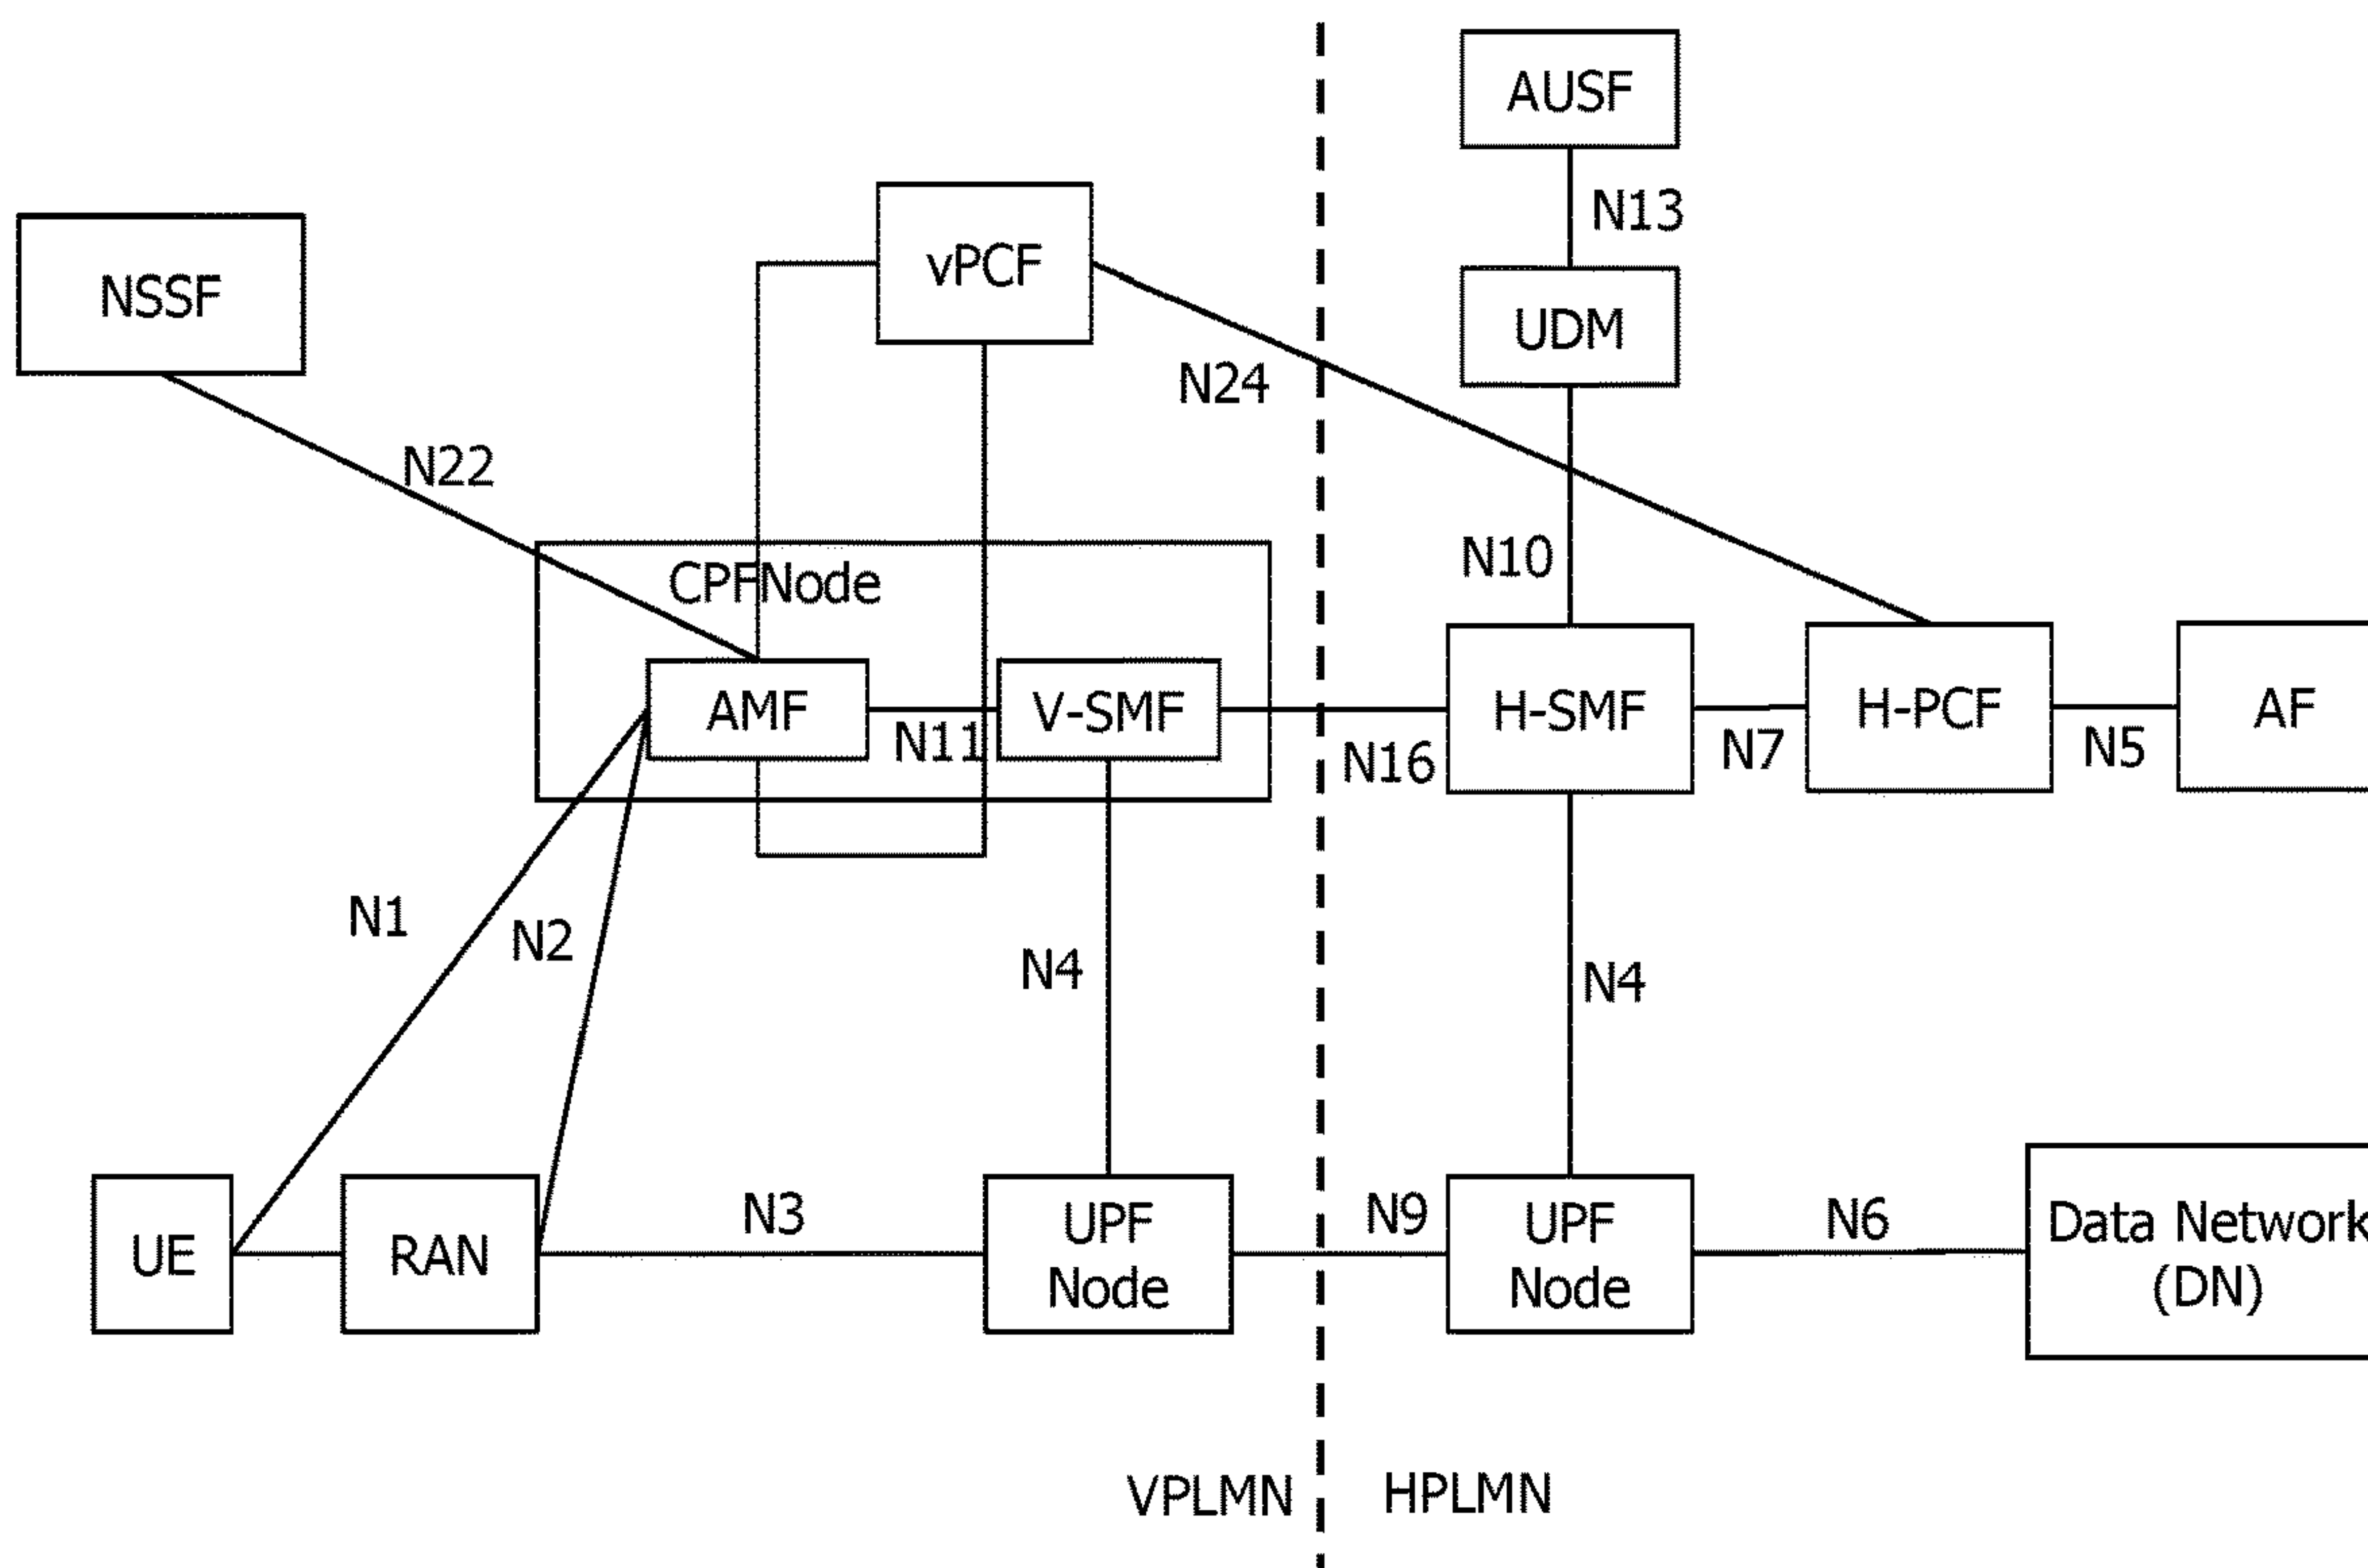 AUSF
N13
vPCF
NSSF
UDM
N24
N22
N10
CPFNode
AMF
N11
V-SMF
N16
H-SMF
N7
H-PCF
N5
AF
N1
N2
N4
N4
UE
RAN
N3
UPF
Node
N9
UPF
Node
N6
Data Network
(DN)
VPLMN
HPLMN